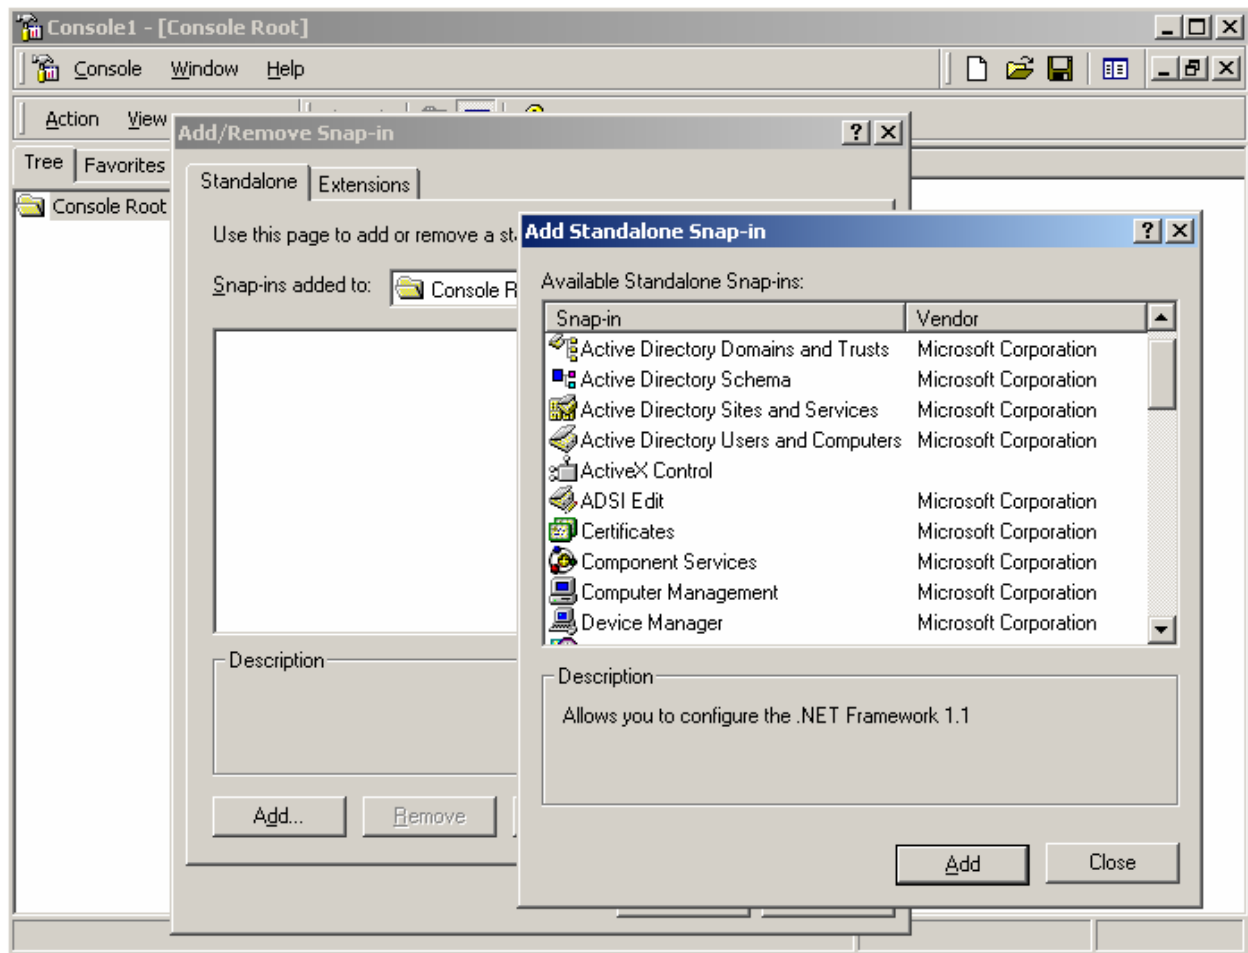 Console1 - [Console Root]
Console Window Help
Action View
Tree Favorites
Console Root
Add/Remove Snap-in
Standalone Extensions
Use this page to add or remove a
Snap-ins added to: Console
Description
Add... Remove
Add Standalone Snap-in
Available Standalone Snap-ins:
Snap-in Vendor
Active Directory Domains and Trusts Microsoft Corporation
Active Directory Schema Microsoft Corporation
Active Directory Sites and Services Microsoft Corporation
Active Directory Users and Computers Microsoft Corporation
ActiveX Control
ADSI Edit Microsoft Corporation
Certificates Microsoft Corporation
Component Services Microsoft Corporation
Computer Management Microsoft Corporation
Device Manager Microsoft Corporation
Description
Allows you to configure the .NET Framework 1.1
Add Close